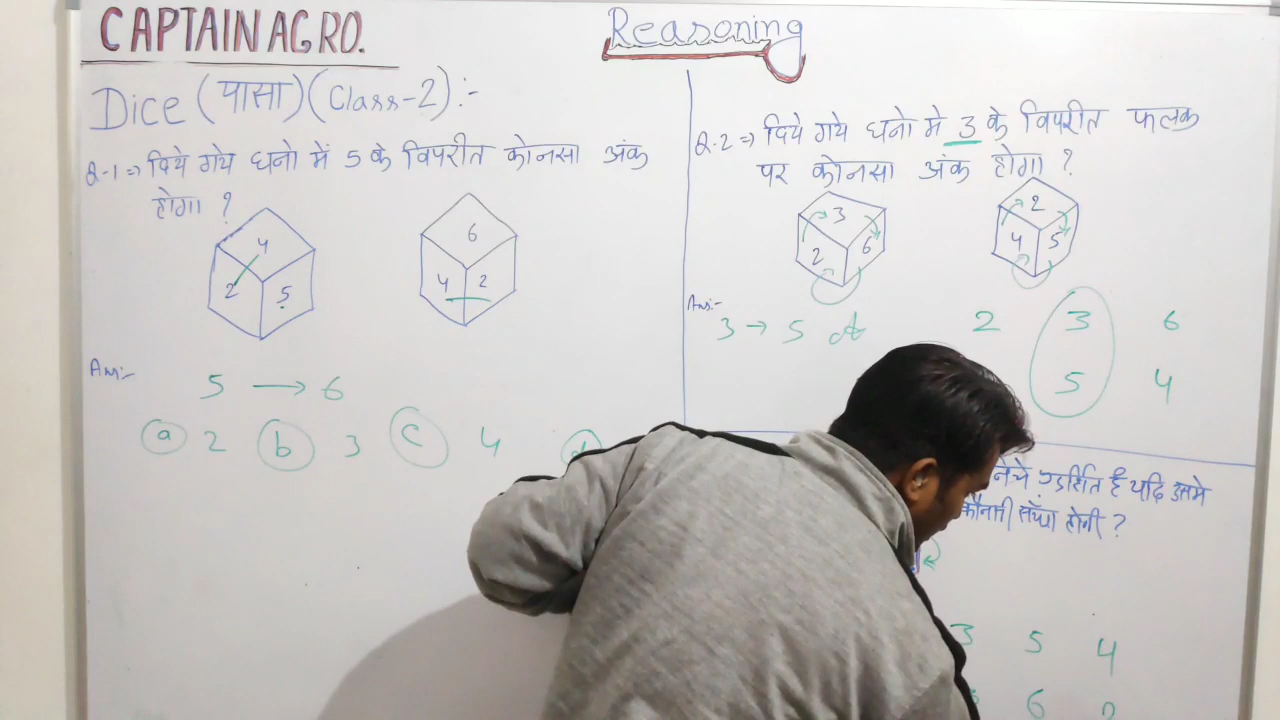 CAPTAIN AGRO.
Reasoning
Dice (पासा) (Class-2):-
Q-1 => दिये गये घनो में 5 के विपरीत कोनसा अंक
होगा ?
4
2
5
6
4
2
Ans:-
5 → 6
a 2 b 3 c 4 d
Q.2 => दिये गये घनो मे 3 के विपरीत फलक
पर कोनसा अंक होगा ?
3
2
6
2
4
5
Ans:-
3 → 5
2 3 6
5 4
है यदि उसमे
होगी ?
3 5 4
6